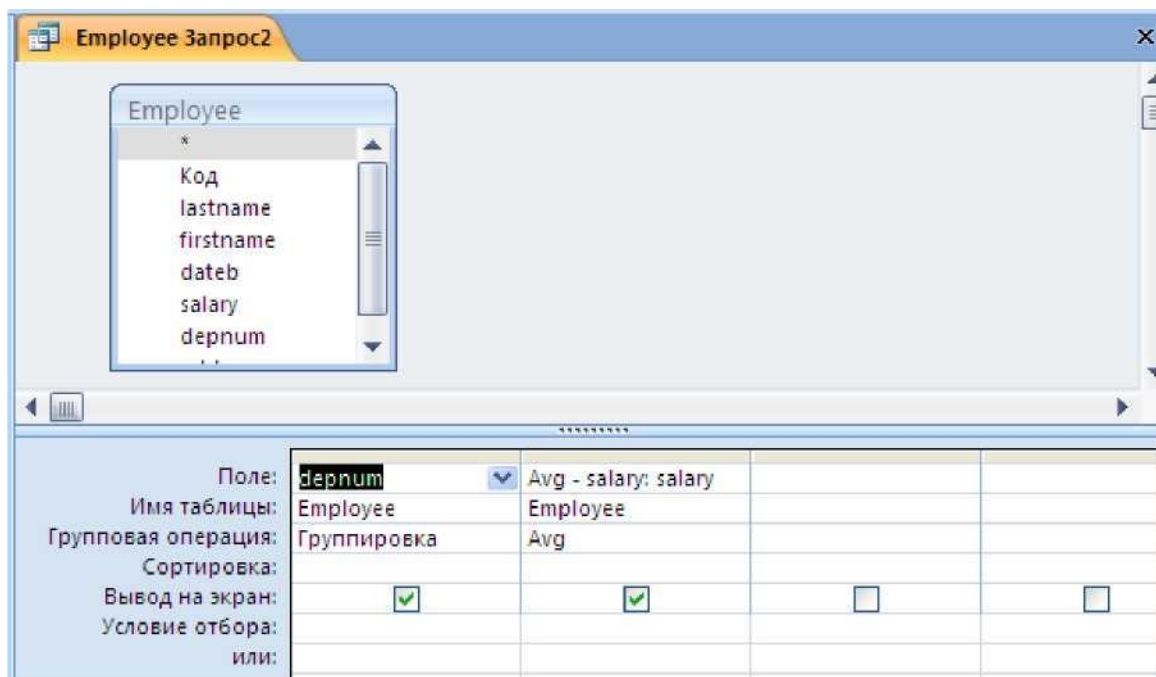 Employee Запрос2
Employee
*
Код
lastname
firstname
dateb
salary
depnum
Поле: depnum Avg - salary: salary
Имя таблицы: Employee Employee
Групповая операция: Группировка Avg
Сортировка:
Вывод на экран:
Условие отбора:
или: